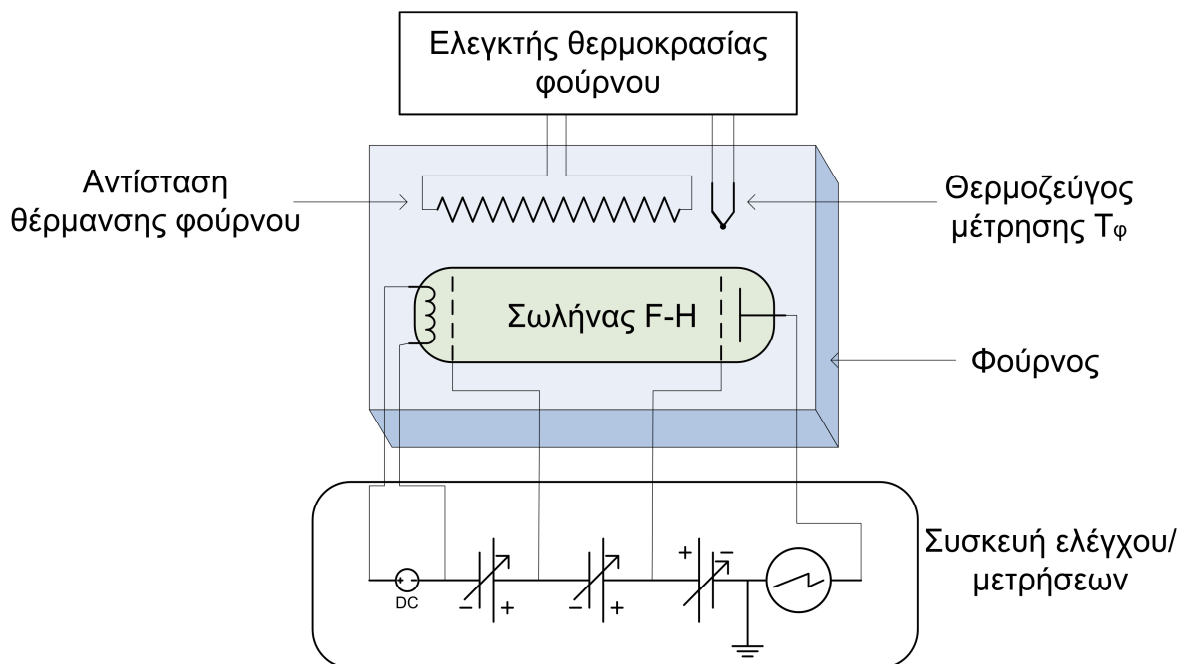 Ελεγκτής θερμοκρασίας
φούρνου
Αντίσταση
θέρμανσης φούρνου
Θερμοζεύγος
μέτρησης Τφ
Σωλήνας F-H
Φούρνος
Συσκευή ελέγχου/
μετρήσεων
+ -
+ -
DC
- +
- +